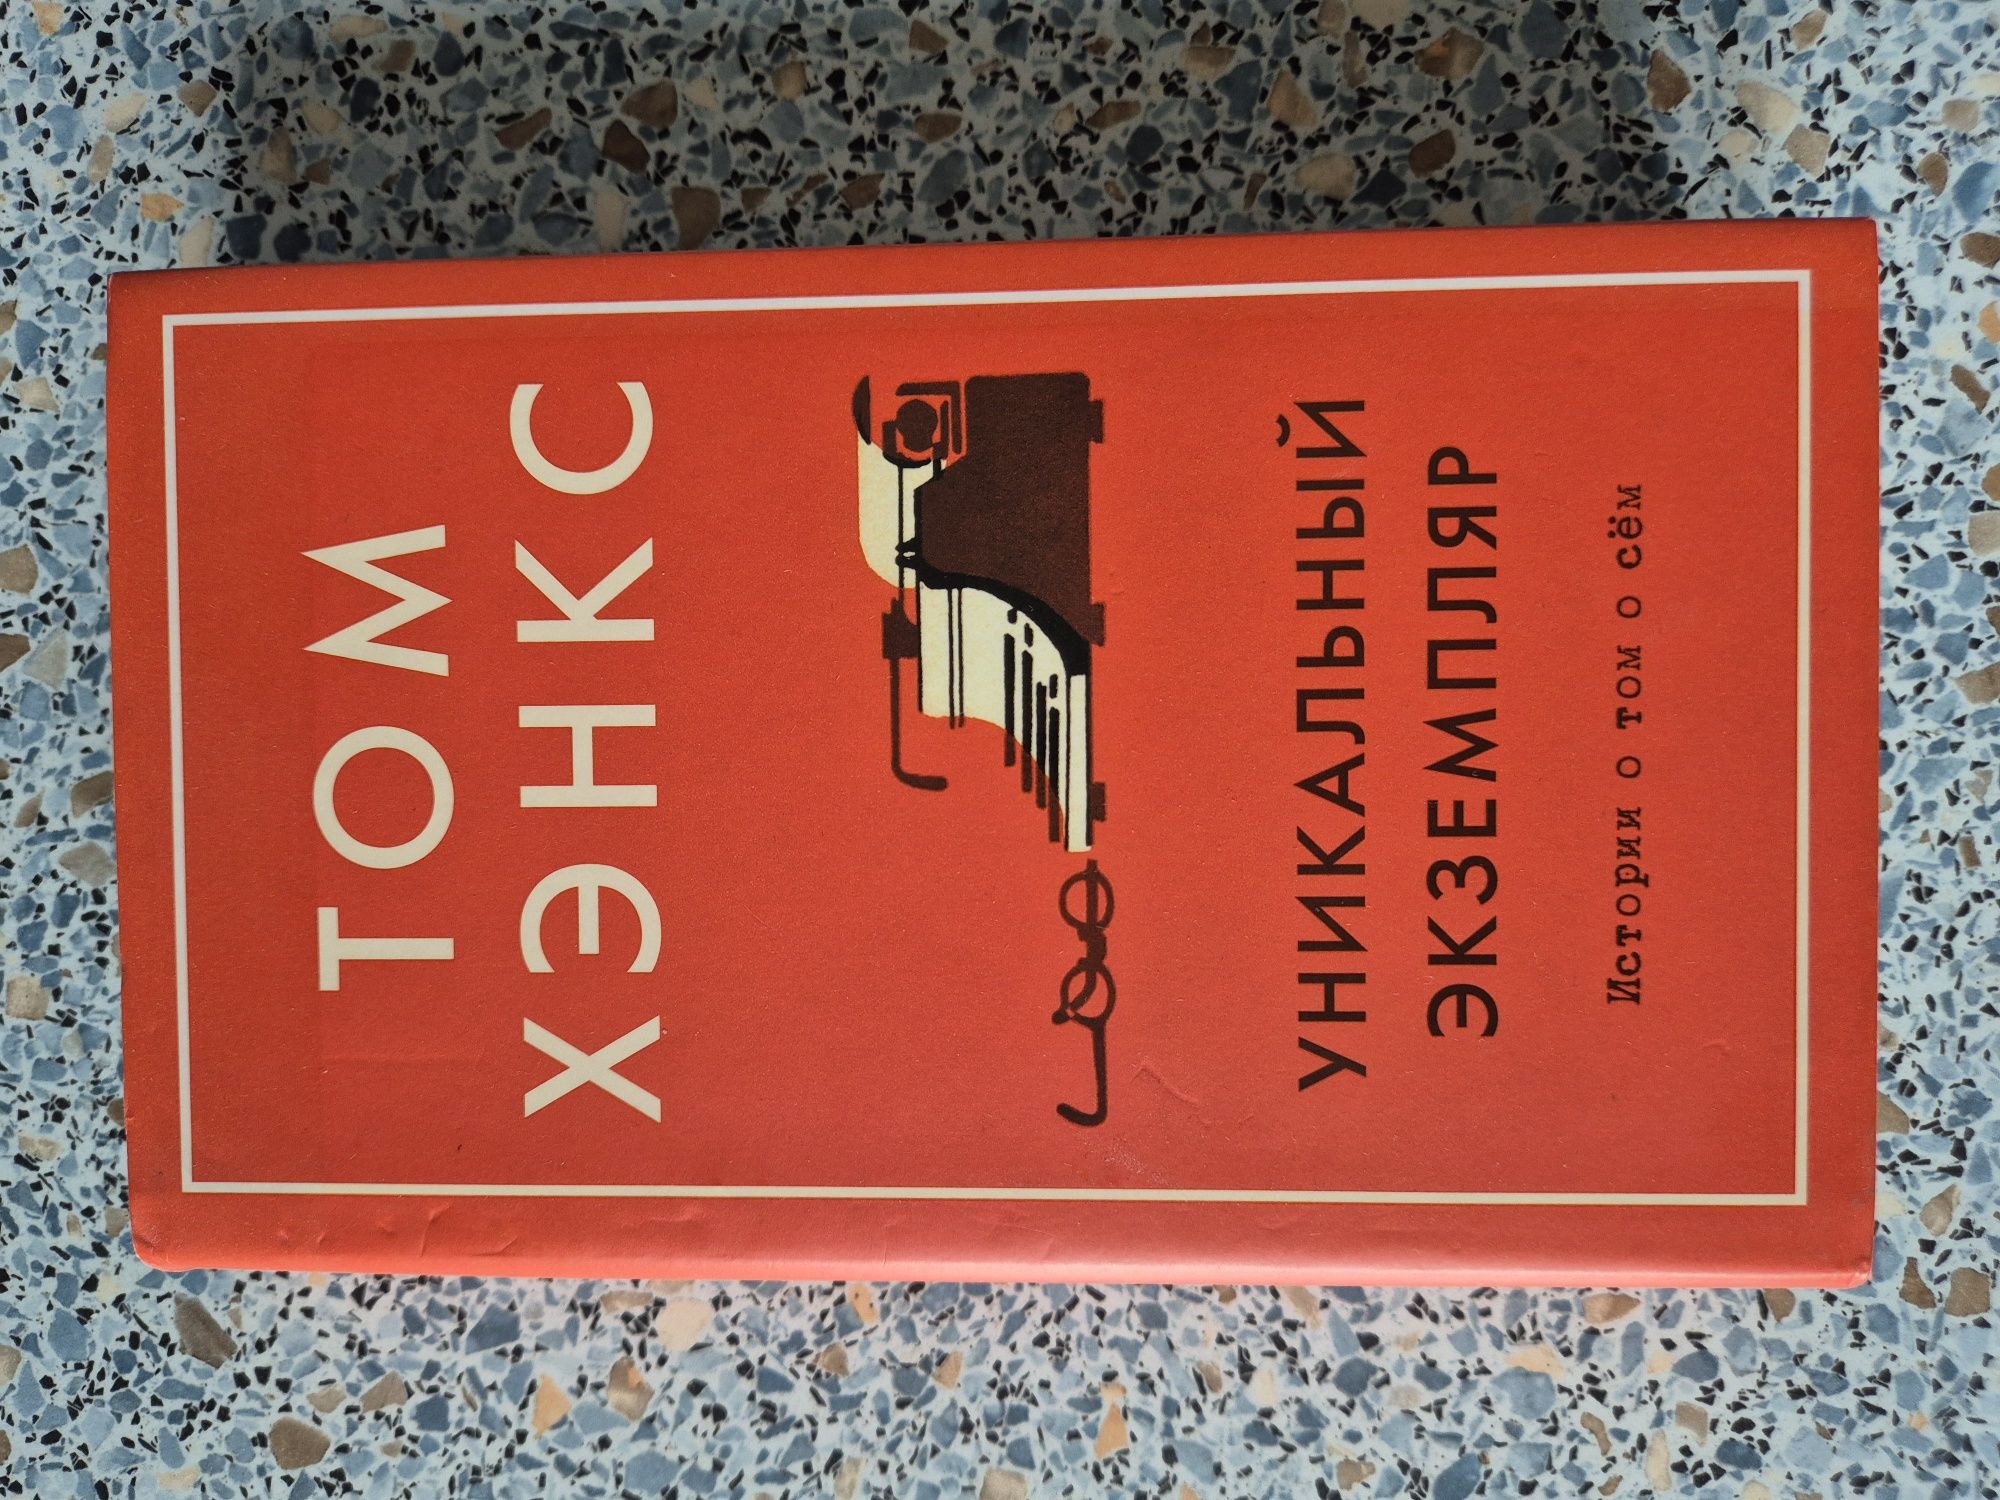 ТОМ
ХЭНКС
УНИКАЛЬНЫЙ
ЭКЗЕМПЛЯР
Истории о том о сём